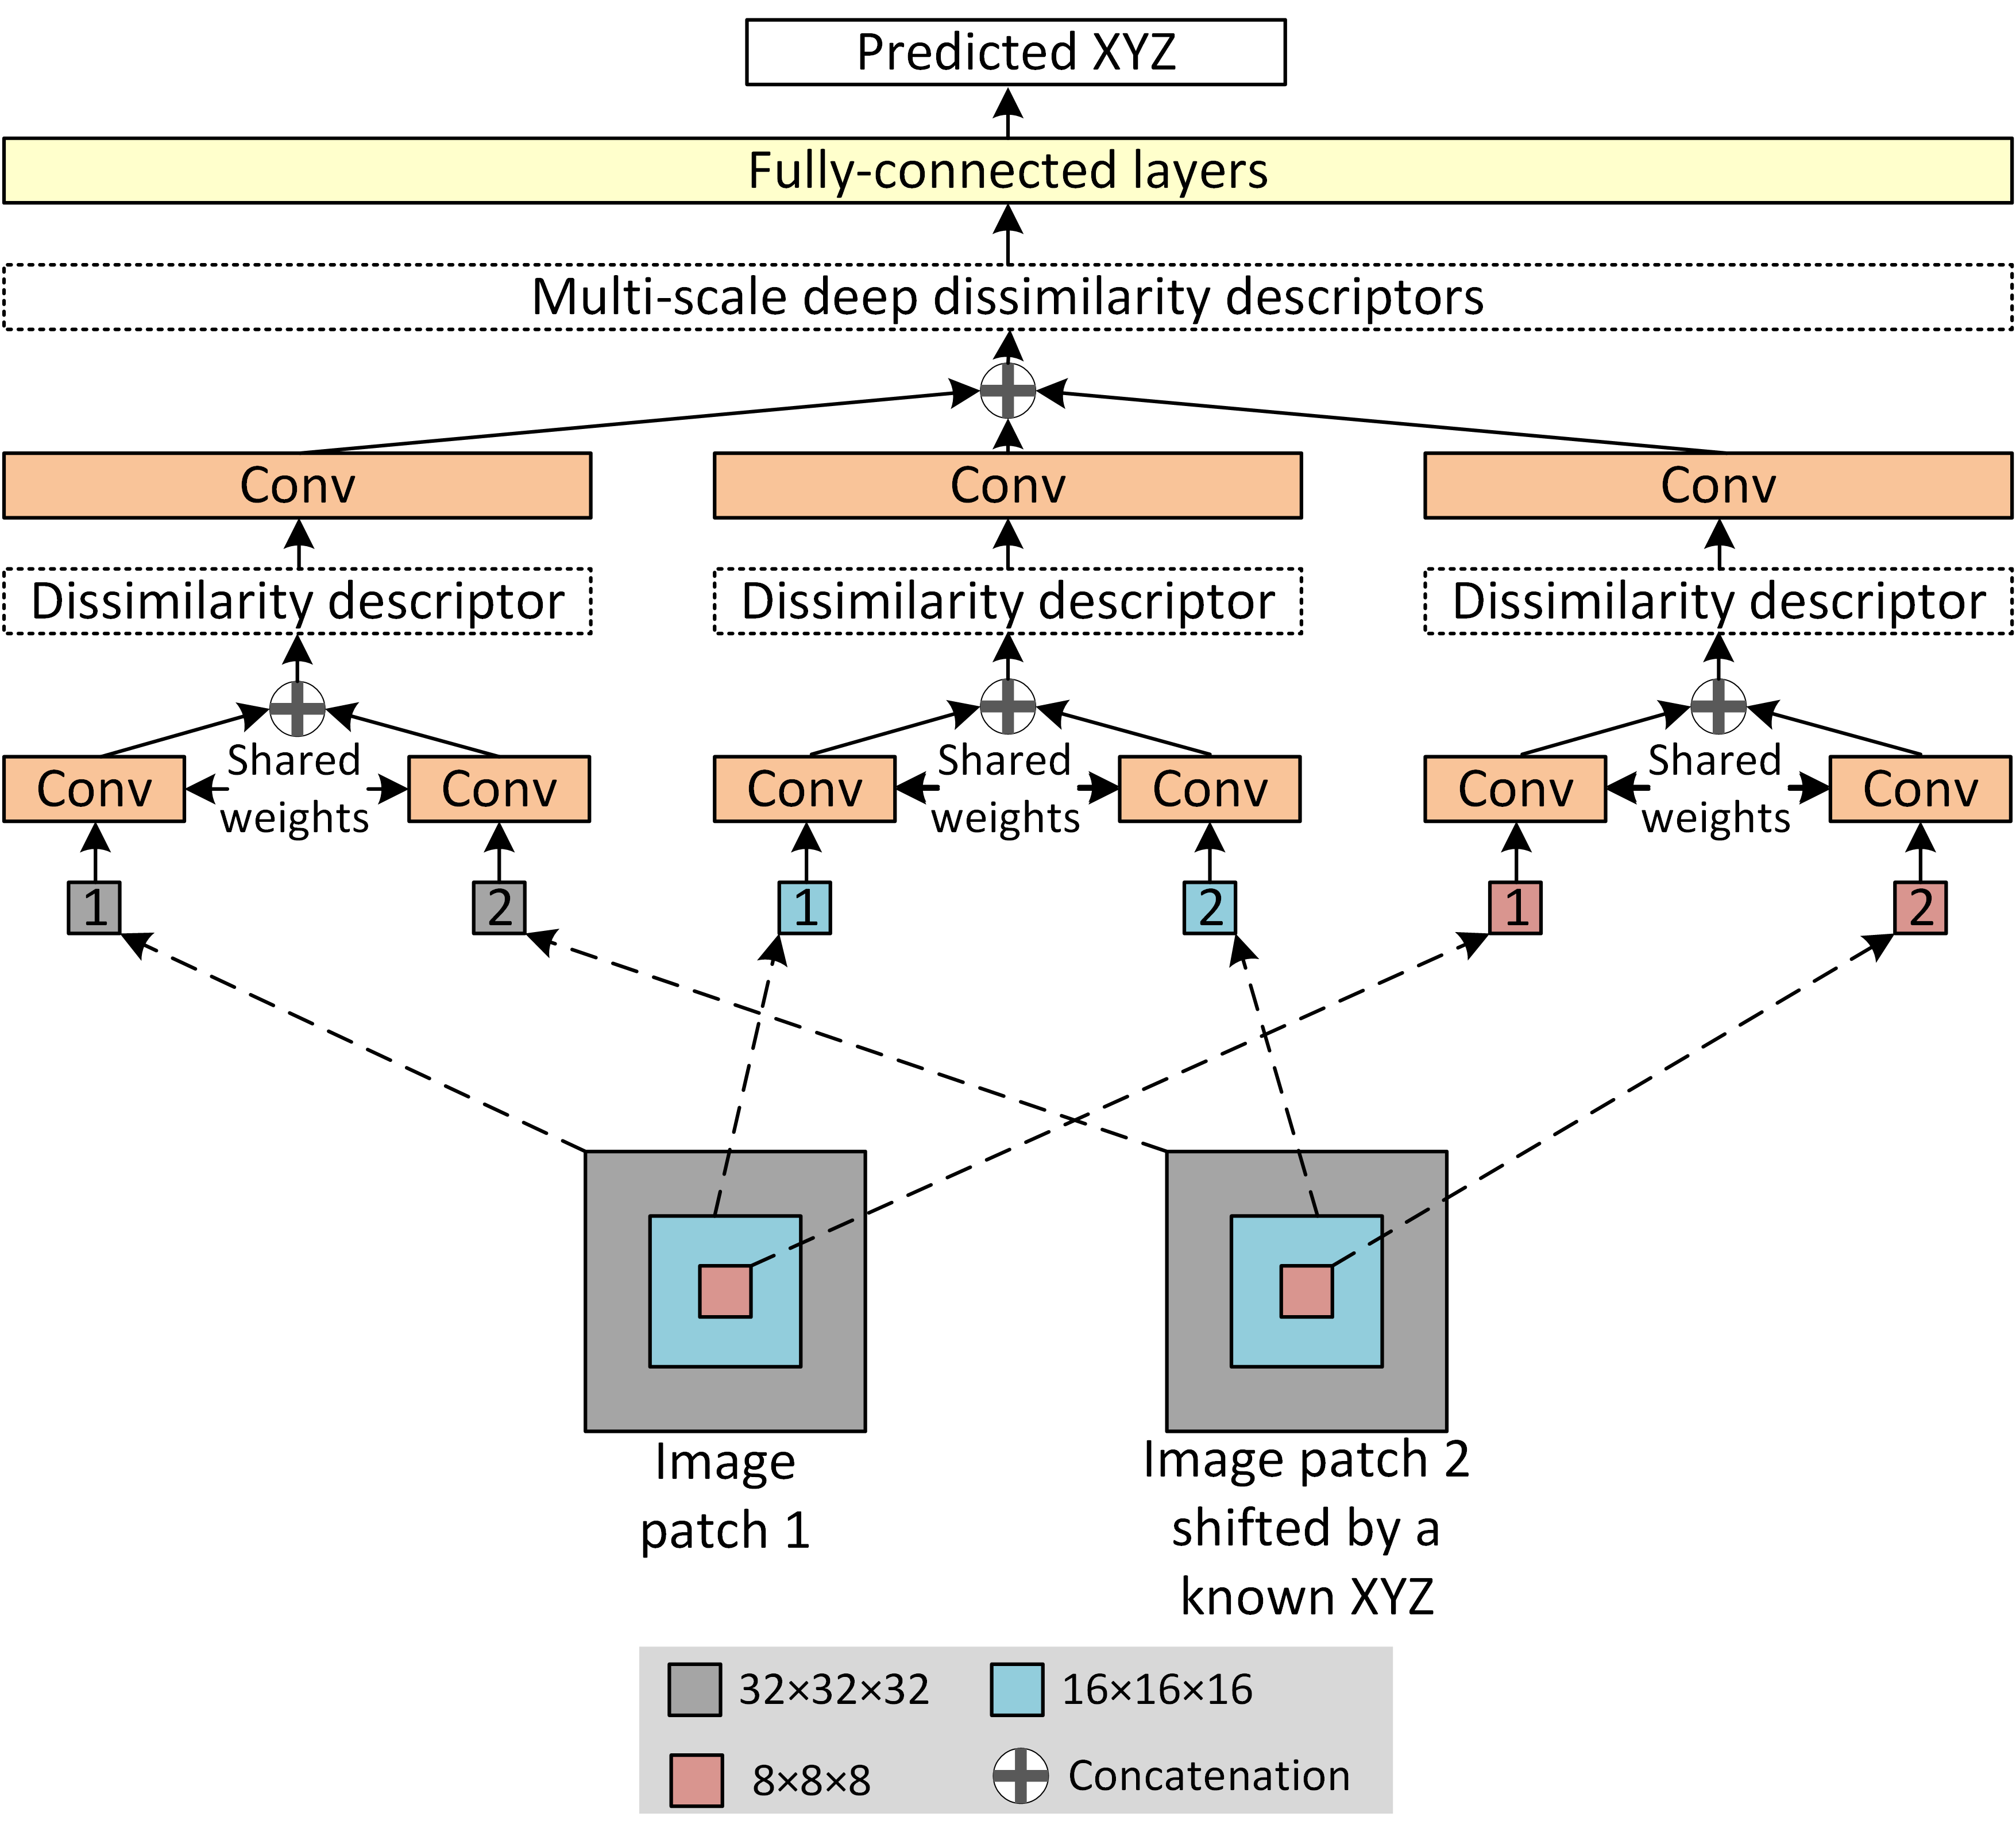 Predicted XYZ
Fully-connected layers
Multi-scale deep dissimilarity descriptors
Conv
Conv
Conv
Dissimilarity descriptor
Dissimilarity descriptor
Dissimilarity descriptor
Conv
Shared
weights
Conv
Conv
Shared
weights
Conv
Conv
Shared
weights
Conv
1
2
1
2
1
2
Image
patch 1
Image patch 2
shifted by a
known XYZ
32×32×32
16×16×16
8×8×8
Concatenation